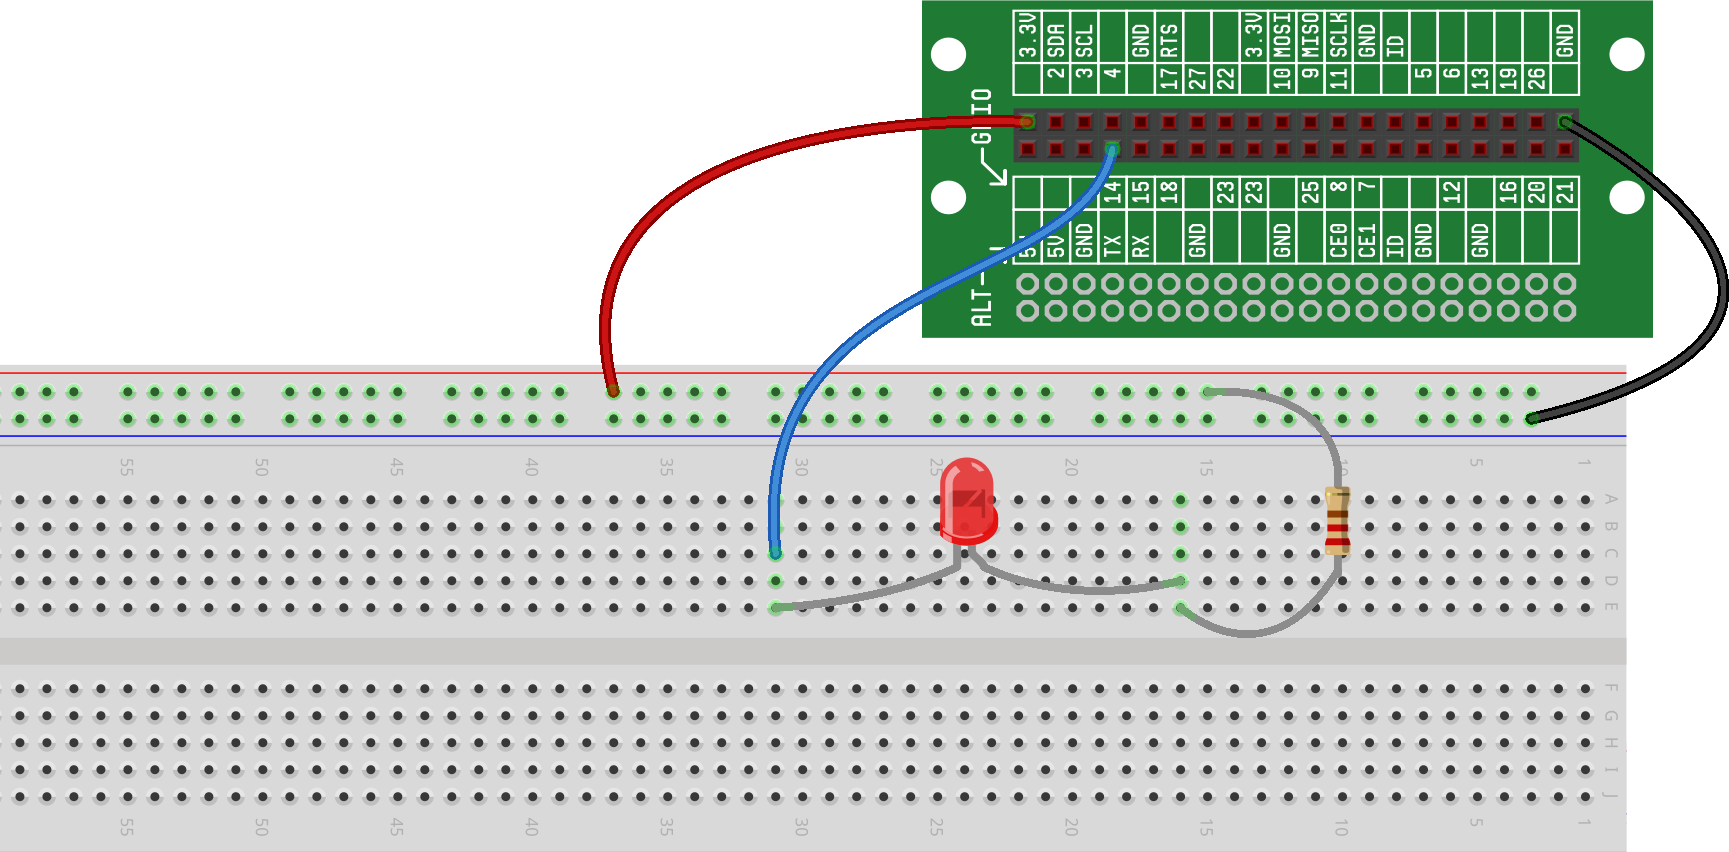 3.3V SDA SCL GND RTS 3.3V MOSI MISO SCLK GND ID GND
2 3 4 17 27 22 10 9 11 5 6 13 19 26
GPIO
14 15 18 23 23 25 8 7 12 16 20 21
5V 5V GND TX RX GND GND CE0 CE1 ID GND GND
55 50 45 40 35 30 25 20 15 10 5 1
A
B
C
D
E
F
G
H
I
J
55 50 45 40 35 30 25 20 15 10 5 1